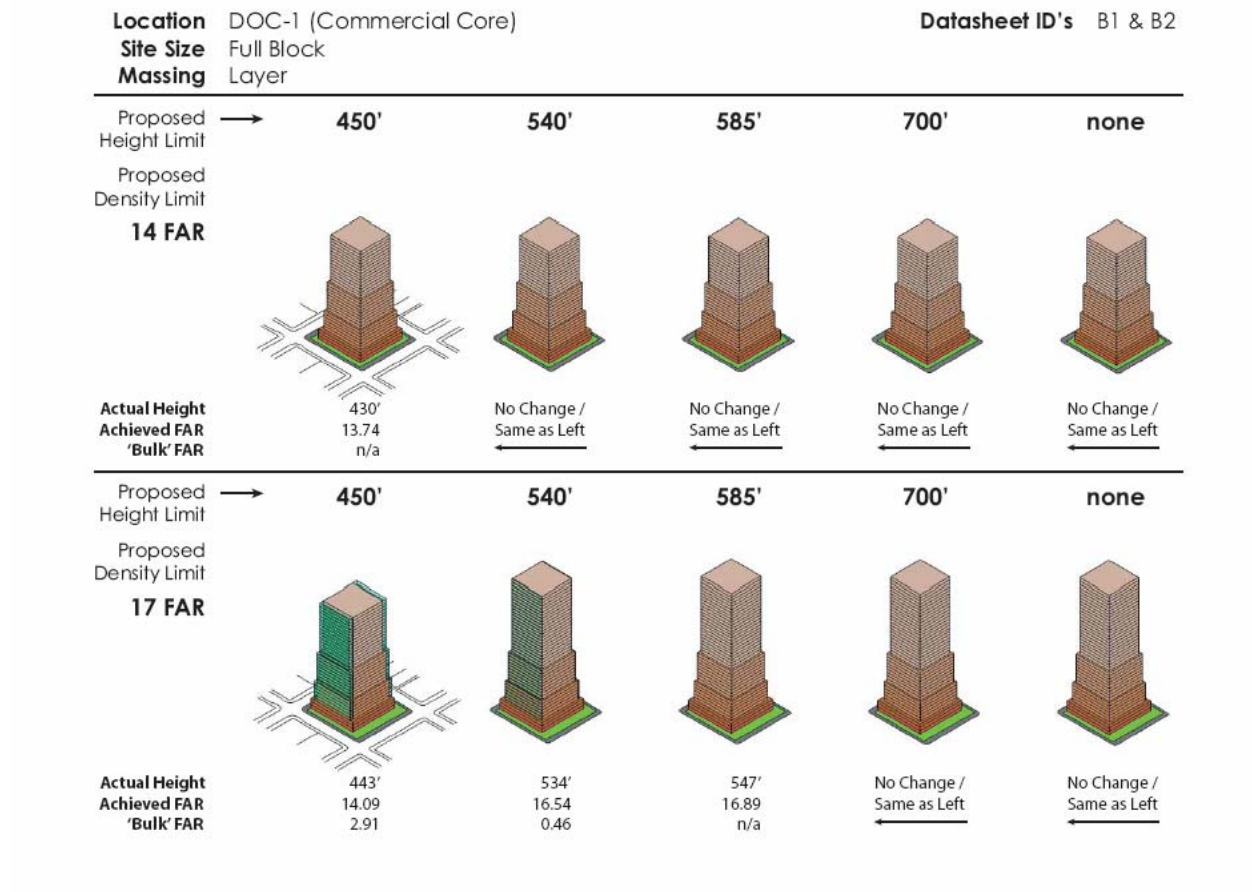 Location DOC-1 (Commercial Core) Datasheet ID's B1 & B2
Site Size Full Block
Massing Layer
Proposed Height Limit 450' 540' 585' 700' none
Proposed
Density Limit
14 FAR
Actual Height 430' No Change / No Change / No Change / No Change /
Achieved FAR 13.74 Same as Left Same as Left Same as Left Same as Left
'Bulk' FAR n/a
Proposed Height Limit 450' 540' 585' 700' none
Proposed
Density Limit
17 FAR
Actual Height 443' 534' 547' No Change / No Change /
Achieved FAR 14.09 16.54 16.89 Same as Left Same as Left
'Bulk' FAR 2.91 0.46 n/a